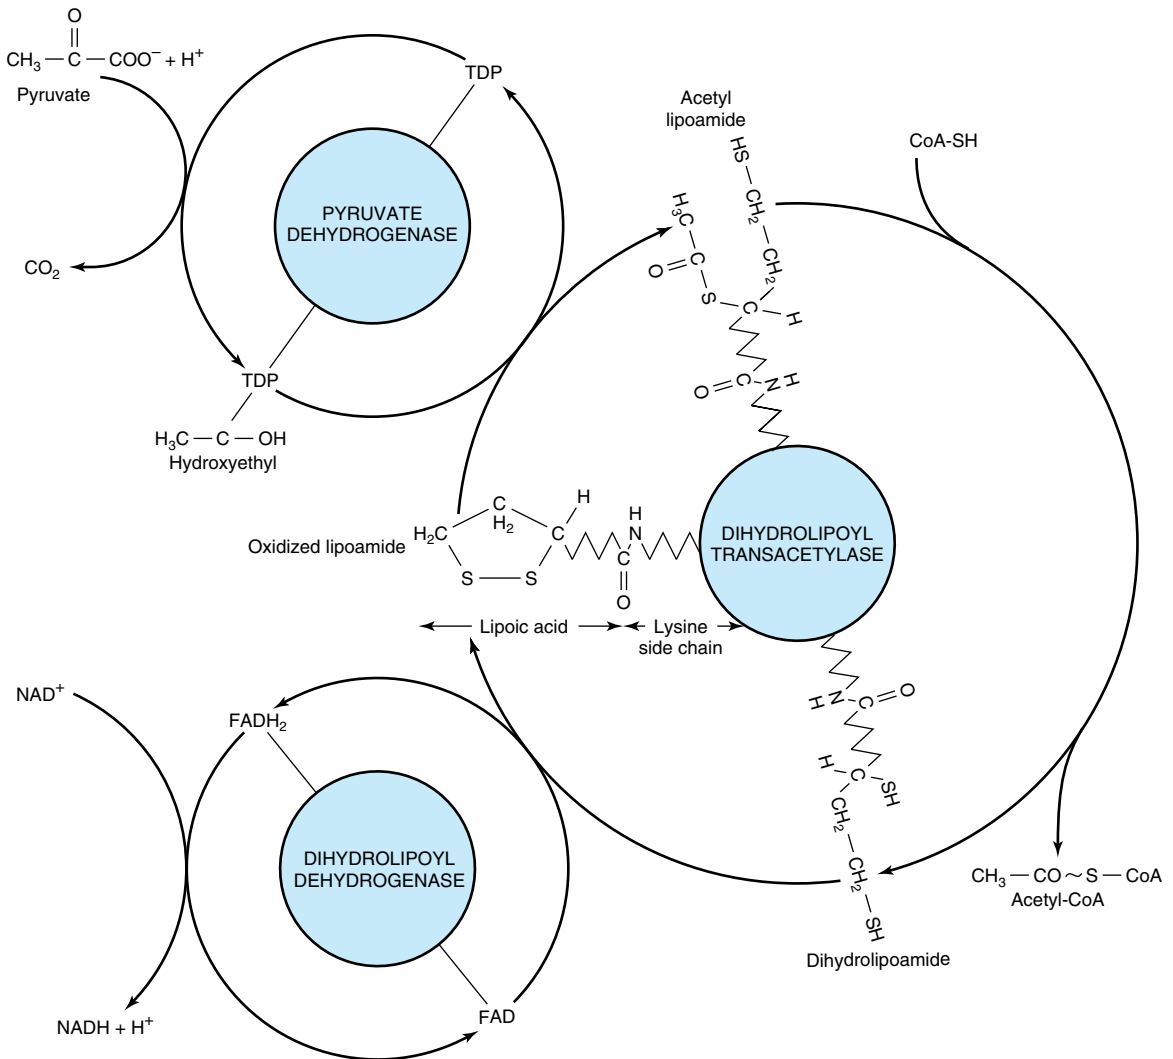 O
CH₃ — C — COO⁻ + H⁺
Pyruvate
CO₂
TDP
PYRUVATE
DEHYDROGENASE
TDP
H₃C — C — OH
Hydroxyethyl
Acetyl
lipoamide
HS
CH₂
CH₂
H₃C
C
O
S
C
H
O
C
N
H
CoA-SH
Oxidized lipoamide
H₂C
C
H₂
C
H
S — S
H
N
C
O
Lipoic acid
Lysine
side chain
DIHYDROLIPOYL
TRANSACETYLASE
H
N
C
O
H
C
SH
CH₂
CH₂
SH
Dihydrolipoamide
CH₃ — CO ~ S — CoA
Acetyl-CoA
NAD⁺
FADH₂
DIHYDROLIPOYL
DEHYDROGENASE
FAD
NADH + H⁺